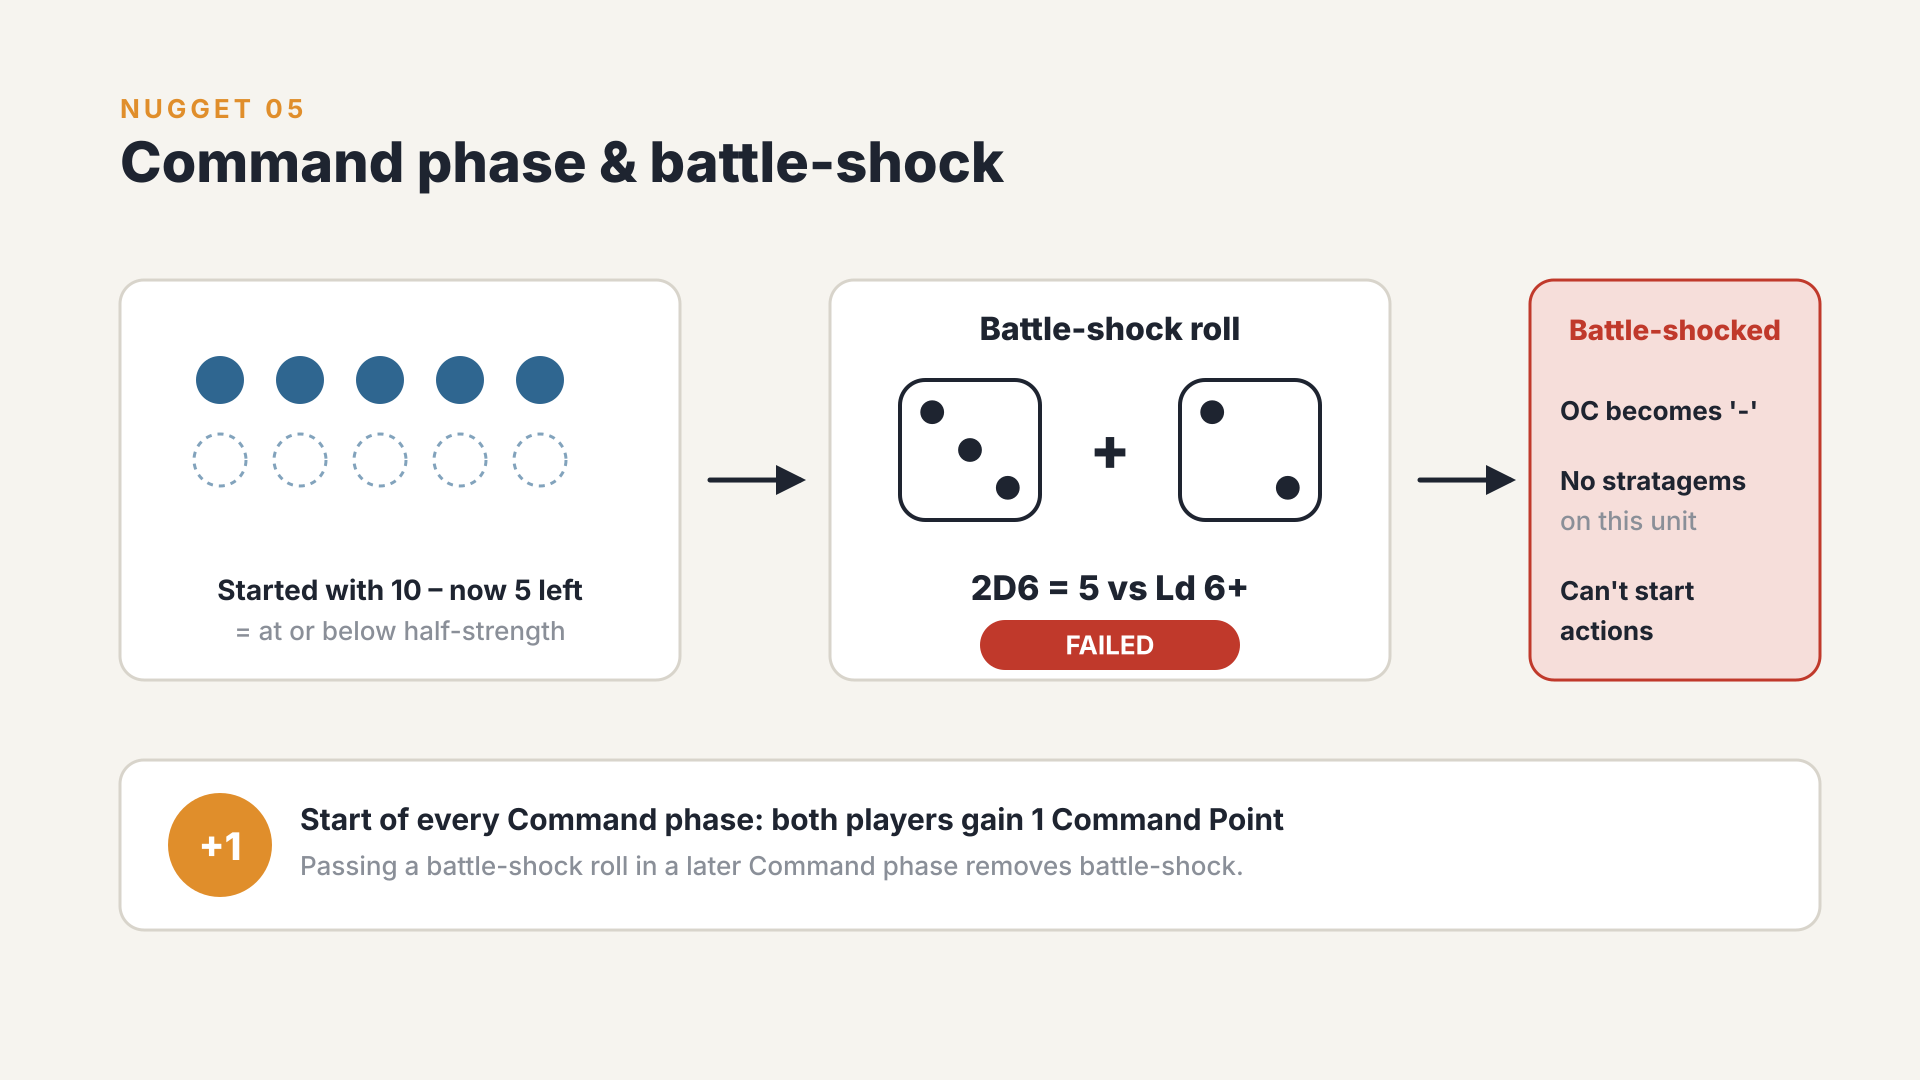 NUGGET 05
Command phase & battle-shock
Started with 10 – now 5 left
= at or below half-strength
Battle-shock roll
+
2D6 = 5 vs Ld 6+
FAILED
Battle-shocked
OC becomes '-'
No stratagems
on this unit
Can't start
actions
+1
Start of every Command phase: both players gain 1 Command Point
Passing a battle-shock roll in a later Command phase removes battle-shock.